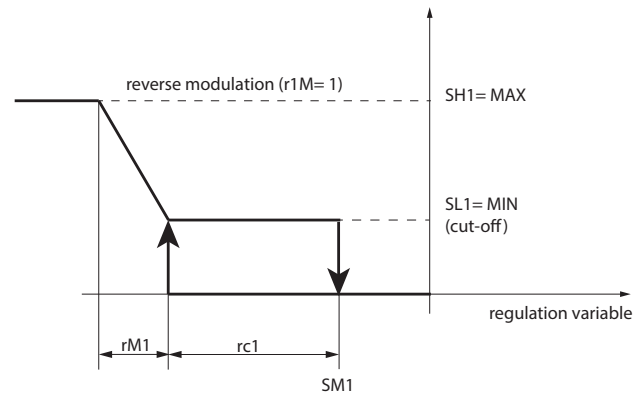 reverse modulation (r1M= 1)
SH1= MAX
SL1= MIN
(cut-off)
regulation variable
rM1
rc1
SM1